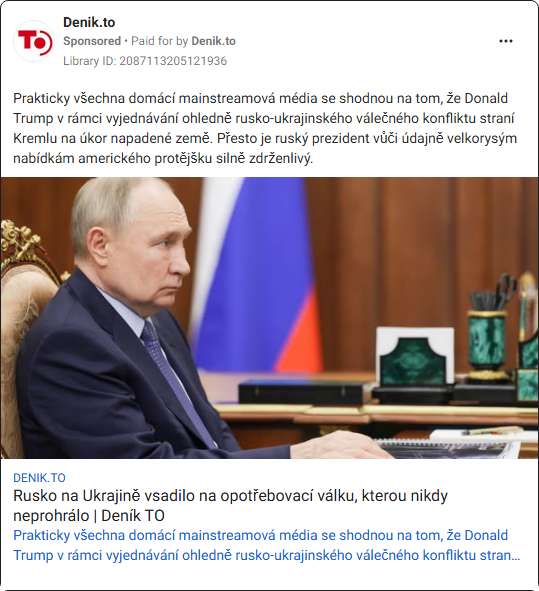 Denik.to
Sponsored • Paid for by Denik.to
Library ID: 2087113205121936
TO
Prakticky všechna domácí mainstreamová média se shodnou na tom, že Donald
Trump v rámci vyjednávání ohledně rusko-ukrajinského válečného konfliktu straní
Kremlu na úkor napadené země. Přesto je ruský prezident vůči údajně velkorysým
nabídkám amerického protějšku silně zdrženlivý.
DENIK.TO
Rusko na Ukrajině vsadilo na opotřebovací válku, kterou nikdy
neprohrálo | Deník TO
Prakticky všechna domácí mainstreamová média se shodnou na tom, že Donald
Trump v rámci vyjednávání ohledně rusko-ukrajinského válečného konfliktu stran...